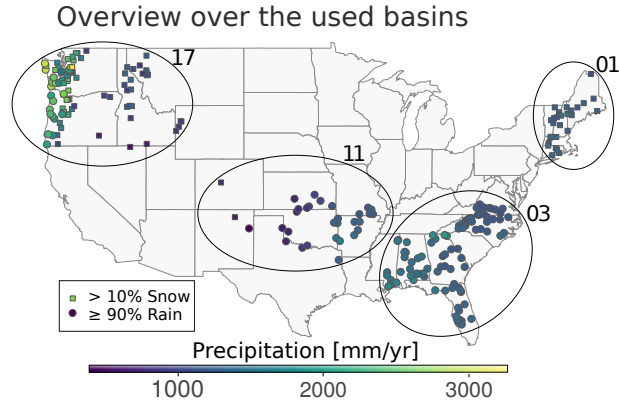 Overview over the used basins
17
01
11
03
> 10% Snow
≥ 90% Rain
Precipitation [mm/yr]
1000 2000 3000